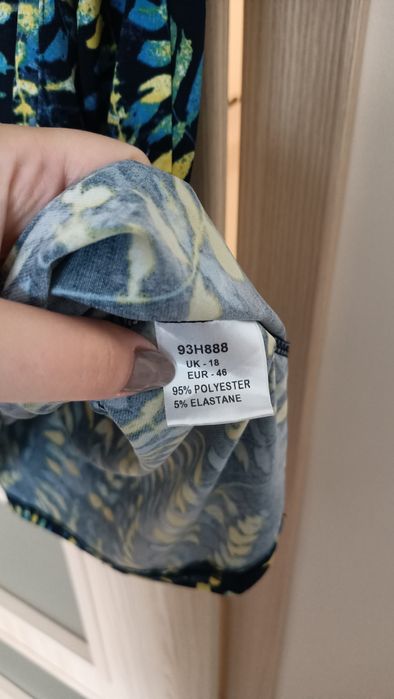 93H888
UK - 18
EUR - 46
95% POLYESTER
5% ELASTANE